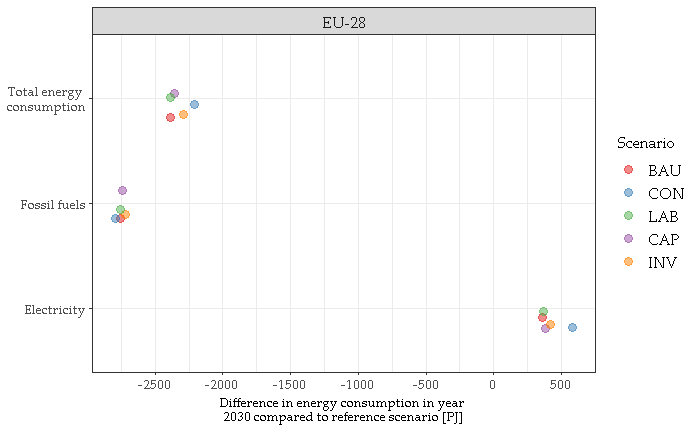 EU-28
Total energy
consumption
Fossil fuels
Electricity
-2500 -2000 -1500 -1000 -500 0 500
Difference in energy consumption in year
2030 compared to reference scenario [PJ]
Scenario
BAU
CON
LAB
CAP
INV